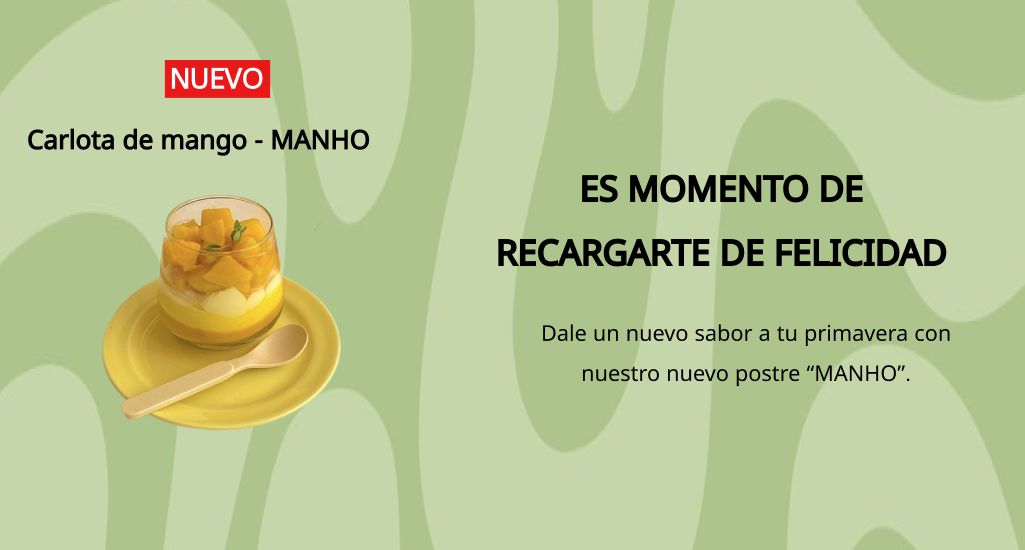 NUEVO
Carlota de mango - MANHO
ES MOMENTO DE
RECARGARTE DE FELICIDAD
Dale un nuevo sabor a tu primavera con
nuestro nuevo postre “MANHO”.